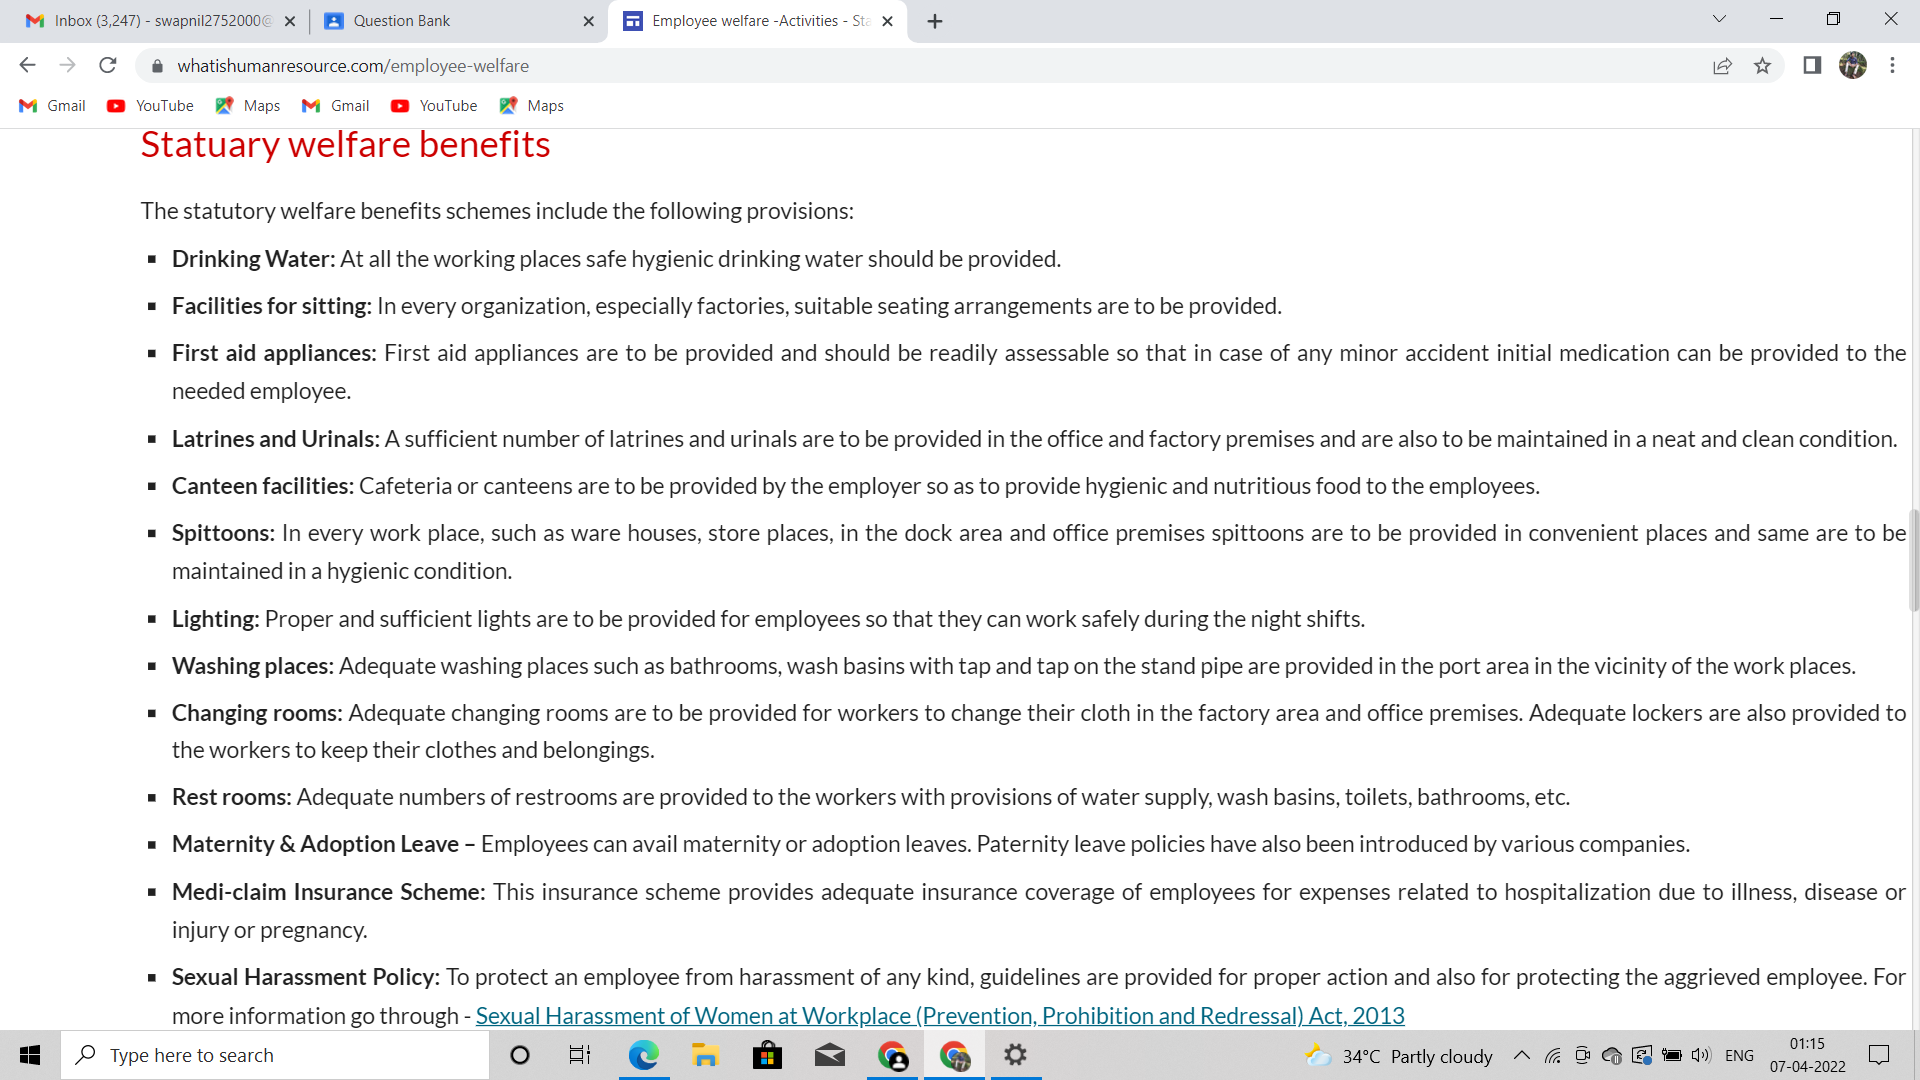 Inbox (3,247) - swapnil2752000@
Question Bank
Employee welfare -Activities - Sta
whatishumanresource.com/employee-welfare
Gmail YouTube Maps Gmail YouTube Maps
Statuary welfare benefits
The statutory welfare benefits schemes include the following provisions:
▪ Drinking Water: At all the working places safe hygienic drinking water should be provided.
▪ Facilities for sitting: In every organization, especially factories, suitable seating arrangements are to be provided.
▪ First aid appliances: First aid appliances are to be provided and should be readily assessable so that in case of any minor accident initial medication can be provided to the
needed employee.
▪ Latrines and Urinals: A sufficient number of latrines and urinals are to be provided in the office and factory premises and are also to be maintained in a neat and clean condition.
▪ Canteen facilities: Cafeteria or canteens are to be provided by the employer so as to provide hygienic and nutritious food to the employees.
▪ Spittoons: In every work place, such as ware houses, store places, in the dock area and office premises spittoons are to be provided in convenient places and same are to be
maintained in a hygienic condition.
▪ Lighting: Proper and sufficient lights are to be provided for employees so that they can work safely during the night shifts.
▪ Washing places: Adequate washing places such as bathrooms, wash basins with tap and tap on the stand pipe are provided in the port area in the vicinity of the work places.
▪ Changing rooms: Adequate changing rooms are to be provided for workers to change their cloth in the factory area and office premises. Adequate lockers are also provided to
the workers to keep their clothes and belongings.
▪ Rest rooms: Adequate numbers of restrooms are provided to the workers with provisions of water supply, wash basins, toilets, bathrooms, etc.
▪ Maternity & Adoption Leave – Employees can avail maternity or adoption leaves. Paternity leave policies have also been introduced by various companies.
▪ Medi-claim Insurance Scheme: This insurance scheme provides adequate insurance coverage of employees for expenses related to hospitalization due to illness, disease or
injury or pregnancy.
▪ Sexual Harassment Policy: To protect an employee from harassment of any kind, guidelines are provided for proper action and also for protecting the aggrieved employee. For
more information go through - Sexual Harassment of Women at Workplace (Prevention, Prohibition and Redressal) Act, 2013
Type here to search
34°C Partly cloudy
ENG
01:15
07-04-2022